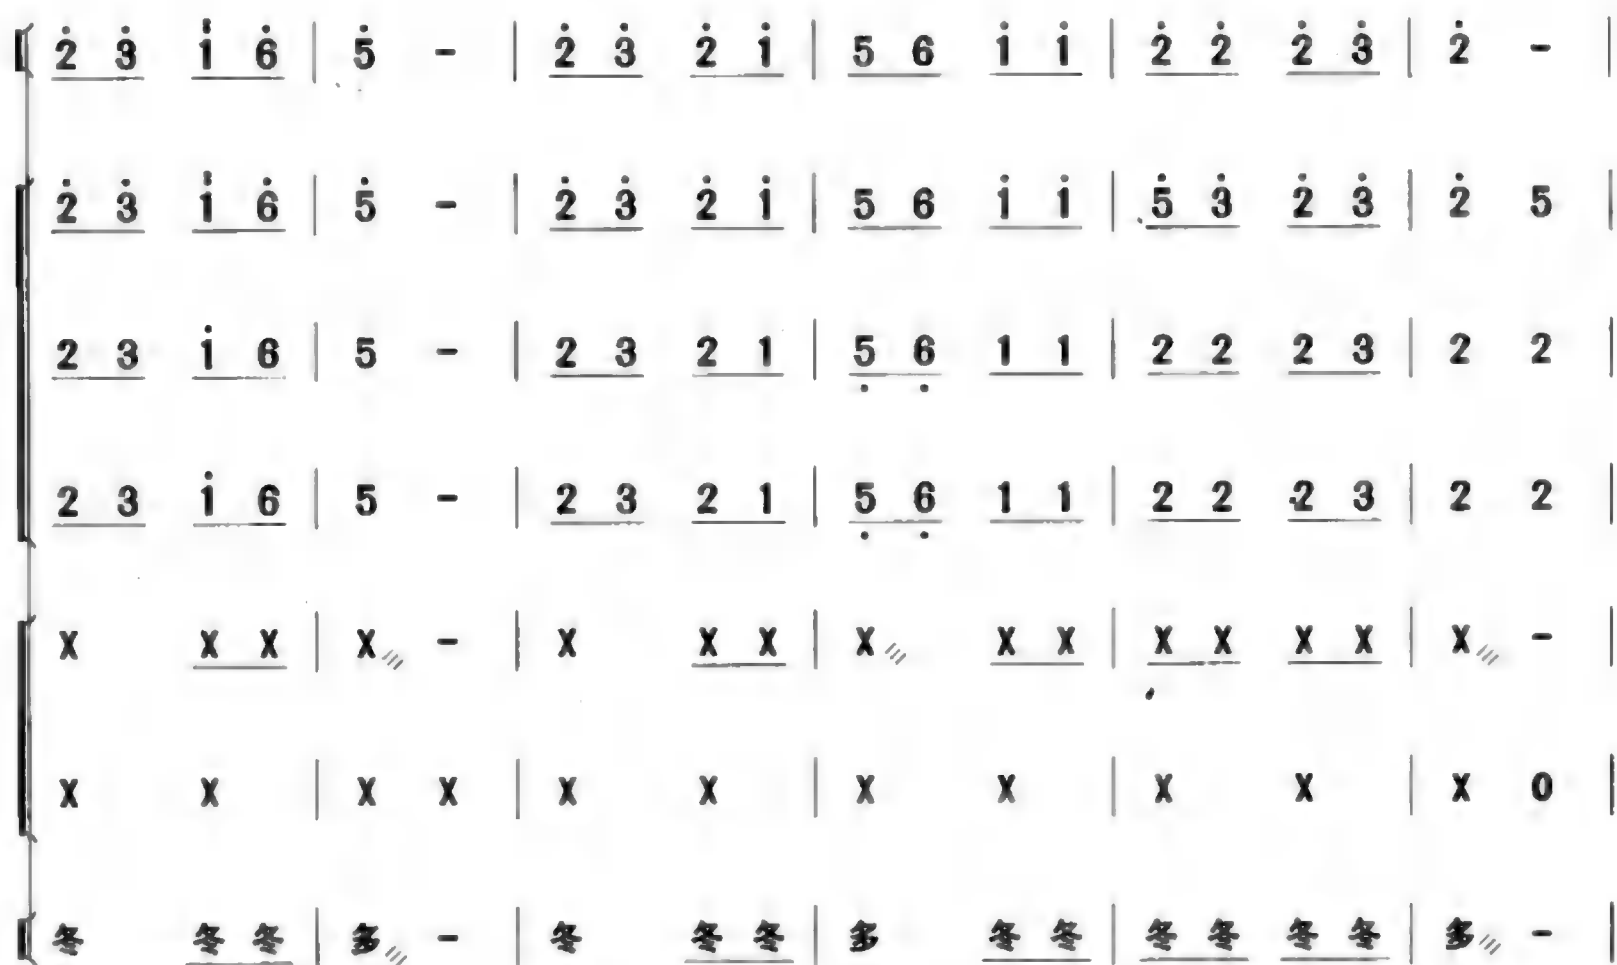 2̇ 3̇ 1̇ 6̇ | 5̇ - | 2̇ 3̇ 2̇ 1̇ | 5 6 1̇ 1̇ | 2̇ 2̇ 2̇ 3̇ | 2̇ - |
2̇ 3̇ 1̇ 6̇ | 5̇ - | 2̇ 3̇ 2̇ 1̇ | 5 6 1̇ 1̇ | 5̇ 3̇ 2̇ 3̇ | 2̇ 5 |
2 3 1̇ 6 | 5 - | 2 3 2 1 | 5̣ 6̣ 1 1 | 2 2 2 3 | 2 2 |
2 3 1̇ 6 | 5 - | 2 3 2 1 | 5̣ 6̣ 1 1 | 2 2 2 3 | 2 2 |
X X X | X/// - | X X X | X/// X X | X X X X | X/// - |
X X | X X | X X | X X | X X | X 0 |
冬 冬 冬 | 多/// - | 冬 冬 冬 | 多 冬 冬 | 冬 冬 冬 冬 | 多/// - |